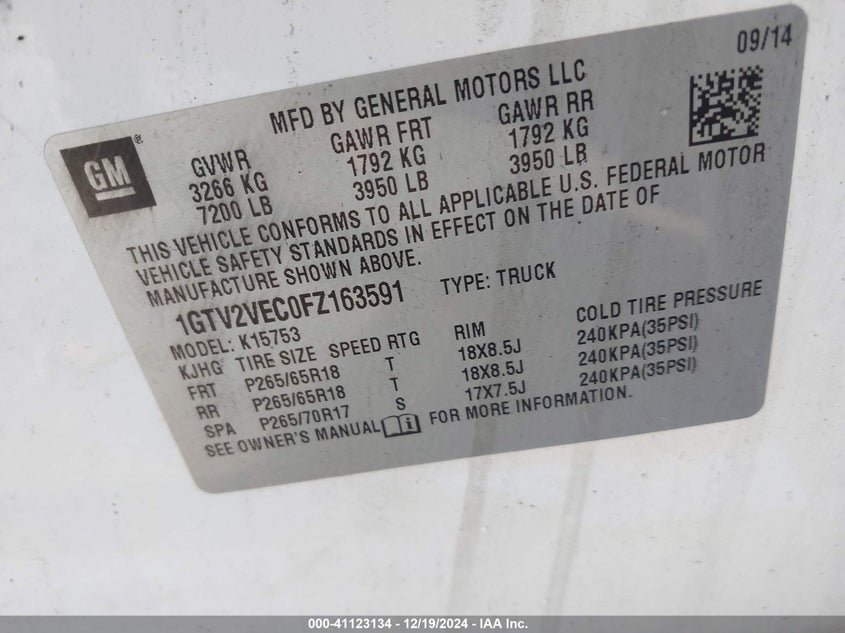 09/14
MFD BY GENERAL MOTORS LLC
GM®
GVWR GAWR FRT GAWR RR
3266 KG 1792 KG 1792 KG
7200 LB 3950 LB 3950 LB
THIS VEHICLE CONFORMS TO ALL APPLICABLE U.S. FEDERAL MOTOR
VEHICLE SAFETY STANDARDS IN EFFECT ON THE DATE OF
MANUFACTURE SHOWN ABOVE.
1GTV2VEC0FZ163591 TYPE: TRUCK
MODEL: K15753
KJHG TIRE SIZE SPEED RTG RIM COLD TIRE PRESSURE
FRT P265/65R18 T 18X8.5J 240KPA(35PSI)
RR P265/65R18 T 18X8.5J 240KPA(35PSI)
SPA P265/70R17 S 17X7.5J 240KPA(35PSI)
SEE OWNER'S MANUAL FOR MORE INFORMATION.
000-41123134 - 12/19/2024 - IAA Inc.